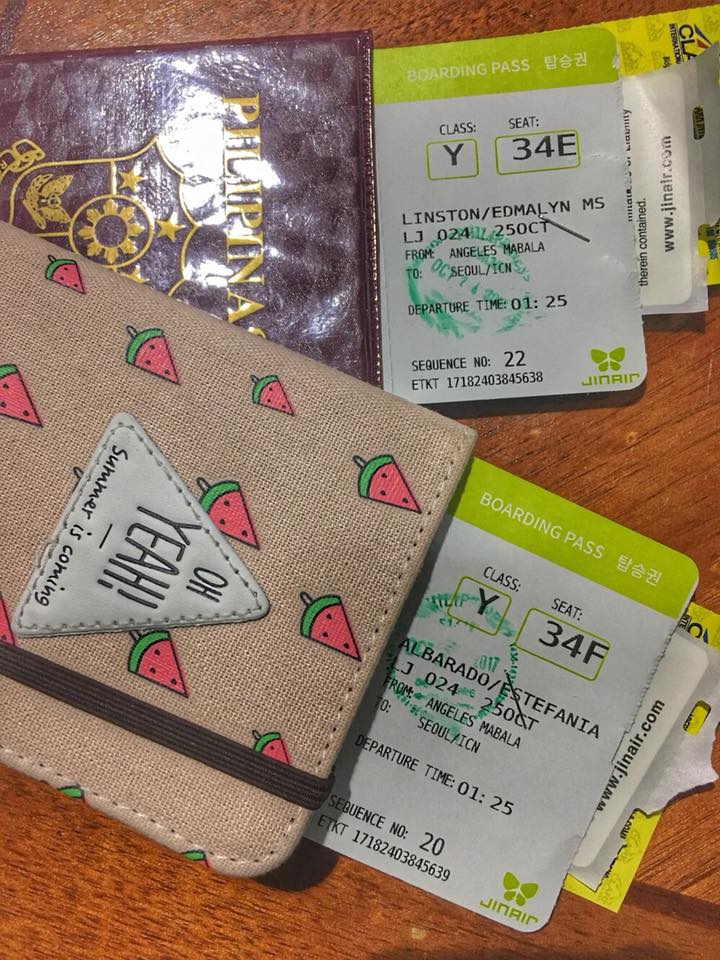 PILIPINAS
BOARDING PASS 탑승권
CLASS: SEAT:
Y 34E
LINSTON/EDMALYN MS
LJ 024 25OCT
FROM: ANGELES MABALA
TO: SEOUL/ICN
DEPARTURE TIME: 01:25
SEQUENCE NO: 22
ETKT 17182403845638
JINAIR
therein contained.
www.jinair.com
OH
YEAH!
Summer is coming
BOARDING PASS 탑승권
CLASS: SEAT:
Y 34F
ALBARADO/ESTEFANIA
LJ 024 25OCT
FROM: ANGELES MABALA
TO: SEOUL/ICN
DEPARTURE TIME: 01:25
SEQUENCE NO: 20
ETKT 17182403845639
JINAIR
2017
www.jinair.com